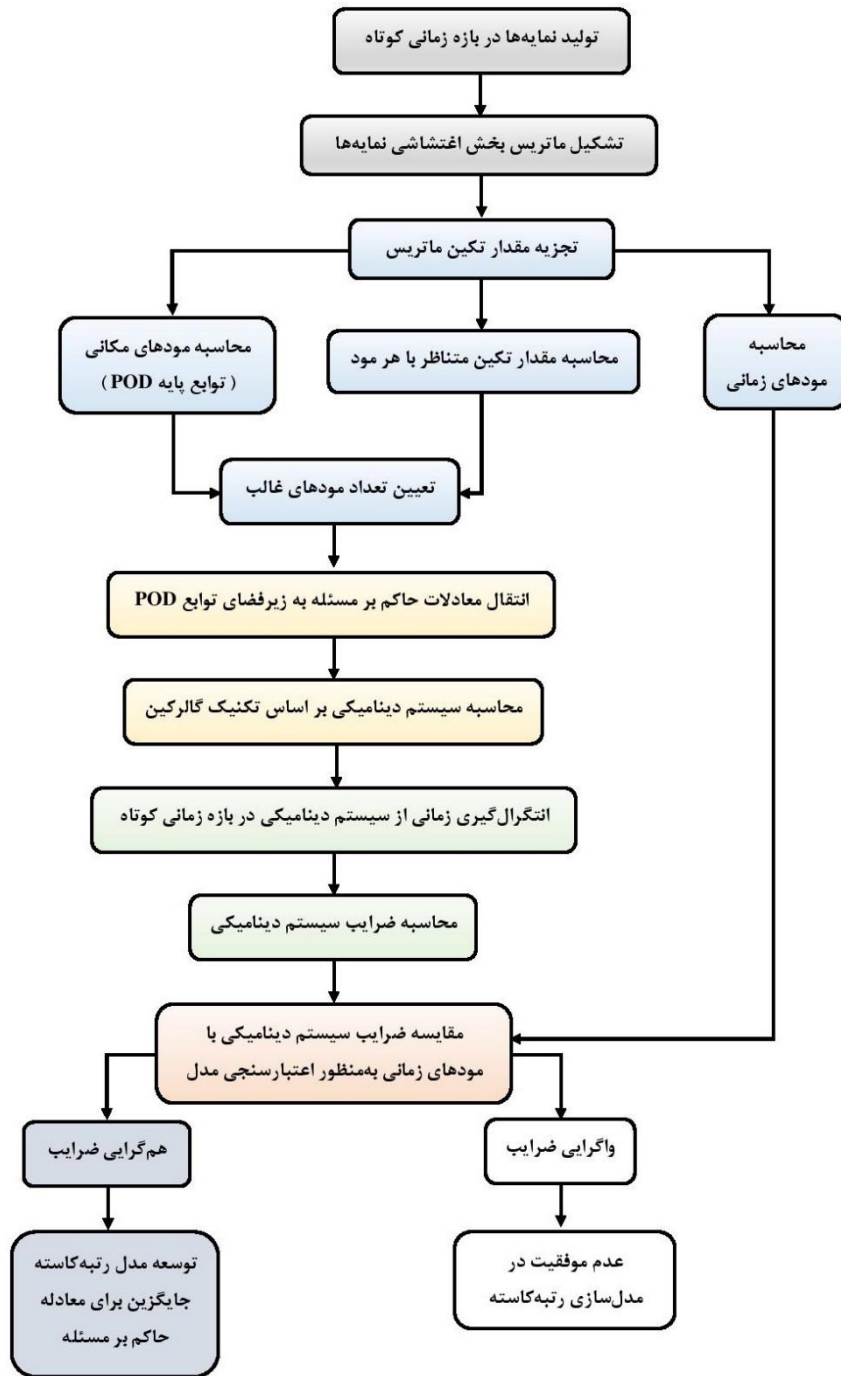 تولید نمایه‌ها در بازه زمانی کوتاه
تشکیل ماتریس بخش اغتشاشی نمایه‌ها
تجزیه مقدار تکین ماتریس
محاسبه
مودهای زمانی
محاسبه مقدار تکین متناظر با هر مود
محاسبه مودهای مکانی
( توابع پایه POD )
تعیین تعداد مودهای غالب
انتقال معادلات حاکم بر مسئله به زیرفضای توابع POD
محاسبه سیستم دینامیکی بر اساس تکنیک گالرکین
انتگرال‌گیری زمانی از سیستم دینامیکی در بازه زمانی کوتاه
محاسبه ضرایب سیستم دینامیکی
مقایسه ضرایب سیستم دینامیکی با
مودهای زمانی به‌منظور اعتبارسنجی مدل
واگرایی ضرایب
هم‌گرایی ضرایب
عدم موفقیت در
مدل‌سازی رتبه‌کاسته
توسعه مدل رتبه‌کاسته
جایگزین برای معادله
حاکم بر مسئله